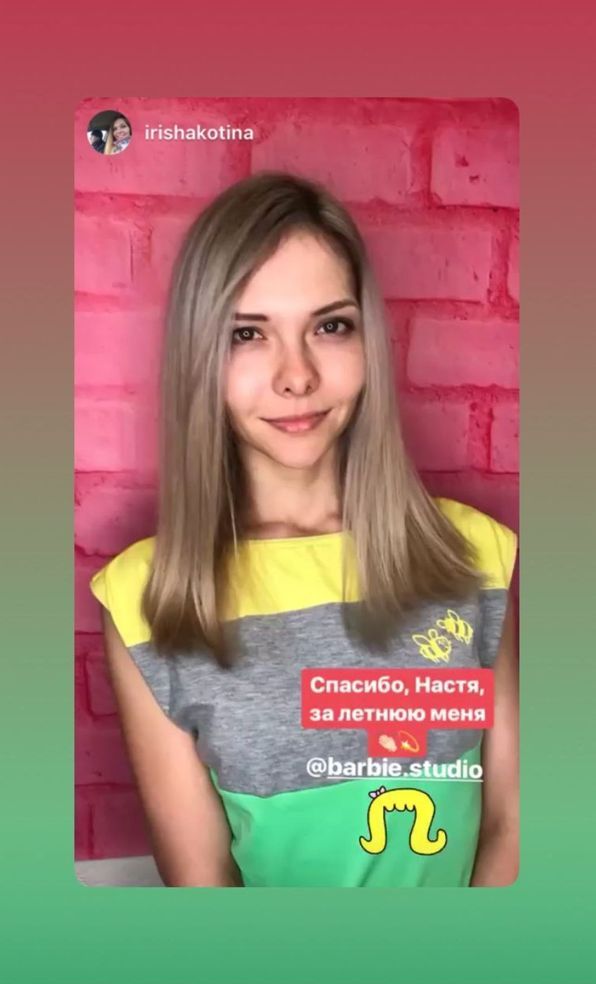 irishakotina
Спасибо, Настя,
за летнюю меня
👏🏻💫
@barbie.studio